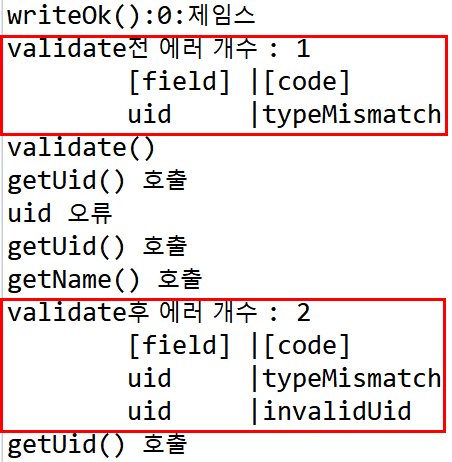 writeOk():0:제임스
validate전 에러 개수 : 1
[field] |[code]
uid |typeMismatch
validate()
getUid() 호출
uid 오류
getUid() 호출
getName() 호출
validate후 에러 개수 : 2
[field] |[code]
uid |typeMismatch
uid |invalidUid
getUid() 호출